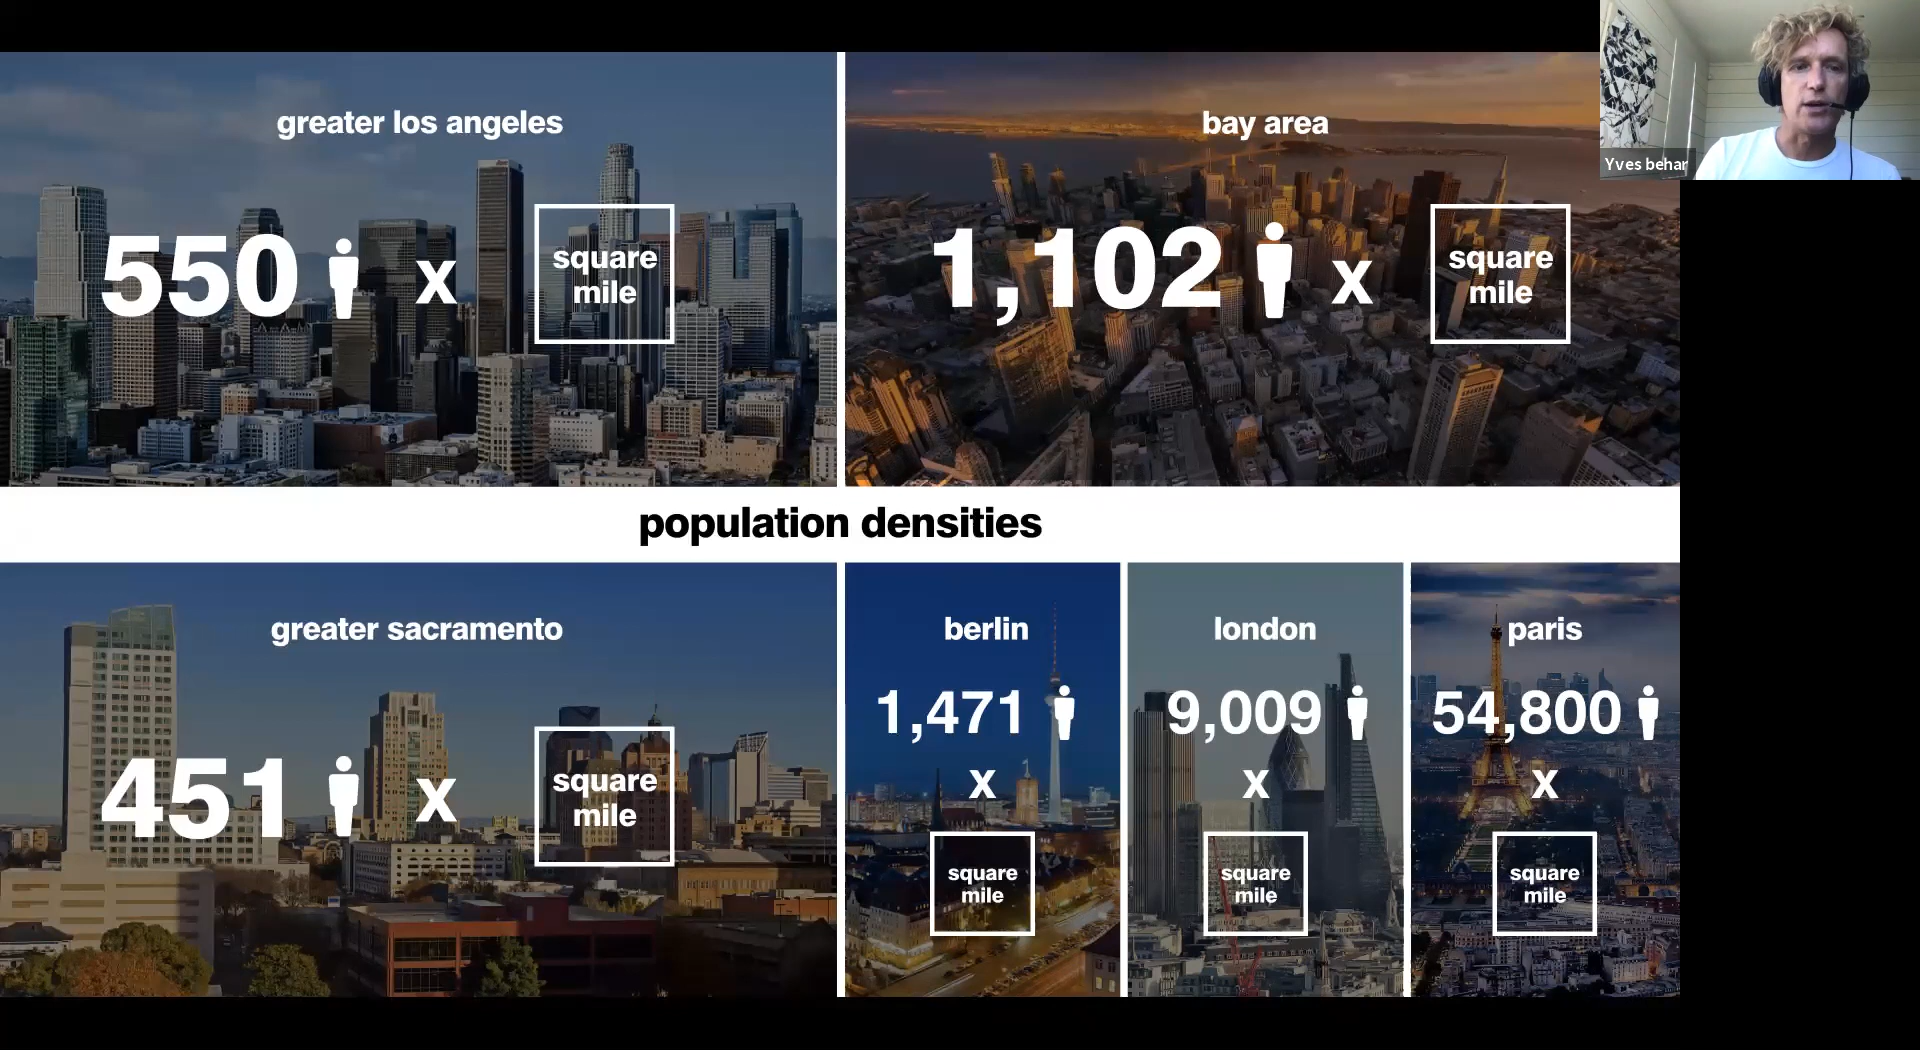 greater los angeles
550 x
square
mile
bay area
1,102 x
square
mile
Yves behar
population densities
greater sacramento
451 x
square
mile
berlin
1,471
x
square
mile
london
9,009
x
square
mile
paris
54,800
x
square
mile